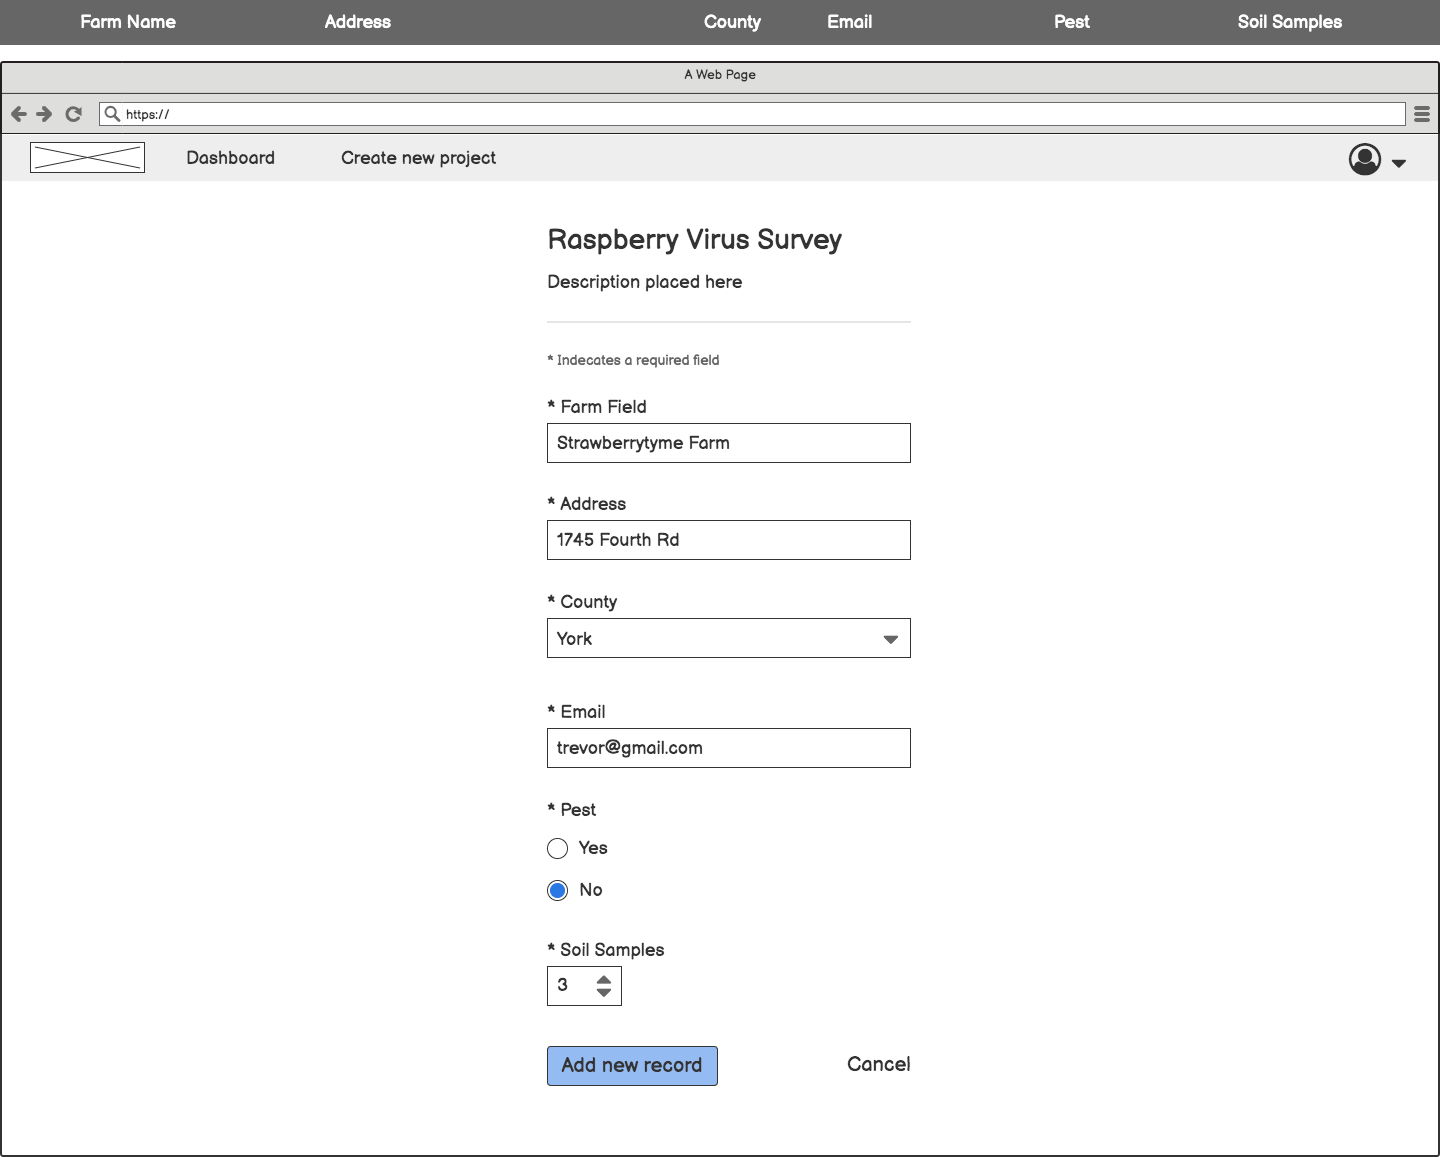 Farm Name Address County Email Pest Soil Samples
A Web Page
https://
Dashboard Create new project
Raspberry Virus Survey
Description placed here
* Indecates a required field
* Farm Field
Strawberrytyme Farm
* Address
1745 Fourth Rd
* County
York
* Email
trevor@gmail.com
* Pest
Yes
No
* Soil Samples
3
Add new record Cancel